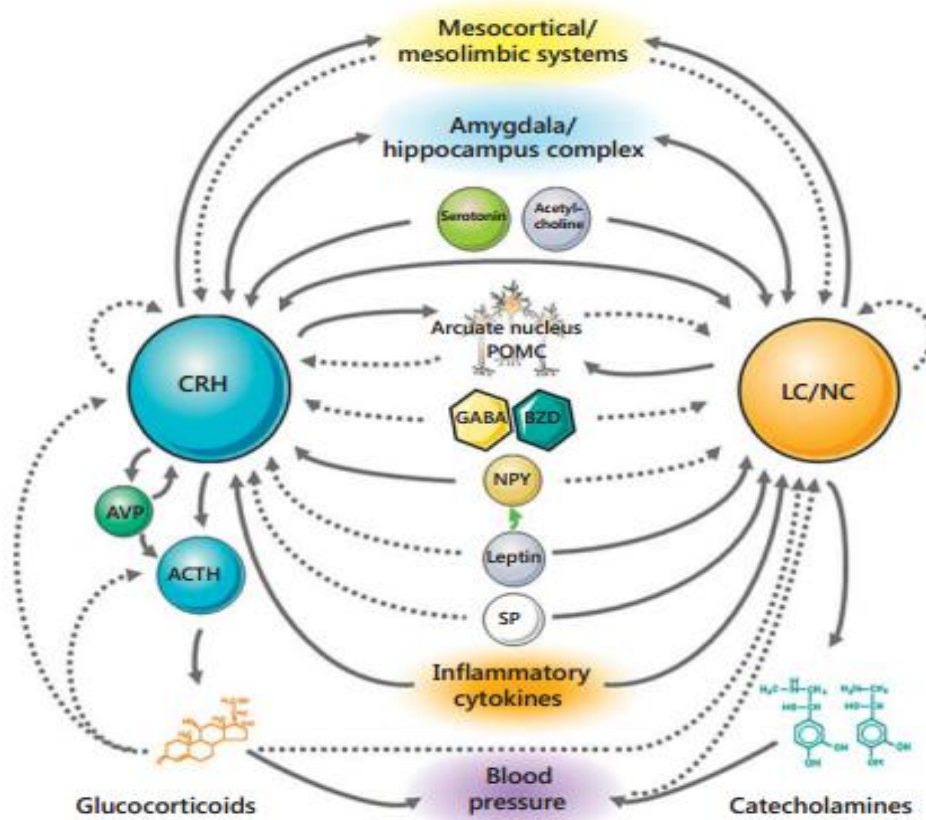 Mesocortical/
mesolimbic systems
Amygdala/
hippocampus complex
Serotonin
Acetyl-
choline
Arcuate nucleus
POMC
CRH
LC/NC
GABA
BZD
NPY
AVP
Leptin
ACTH
SP
Inflammatory
cytokines
Blood
pressure
Glucocorticoids
Catecholamines